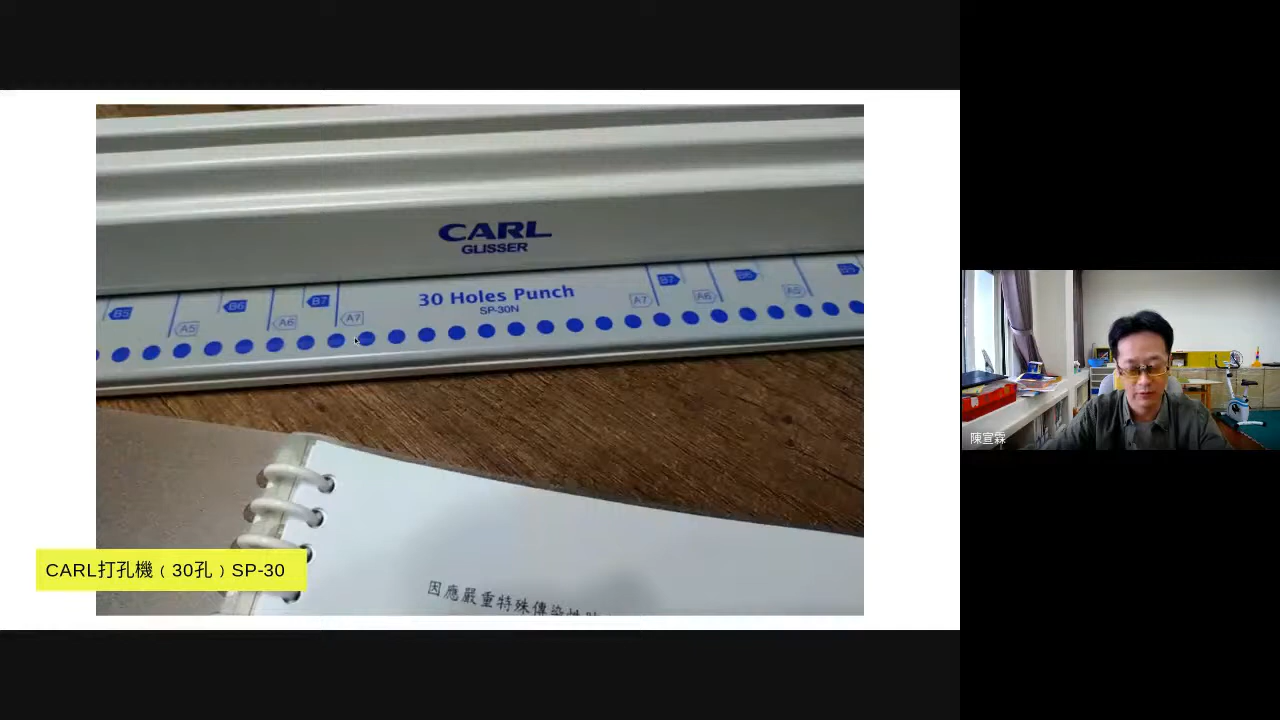 CARL
GLISSER
30 Holes Punch
SP-30N
B5
A5
B6
A6
B7
A7
A7
B7
A6
B6
A5
B5
因應嚴重特殊傳染性
CARL打孔機（30孔）SP-30
陳宣霖